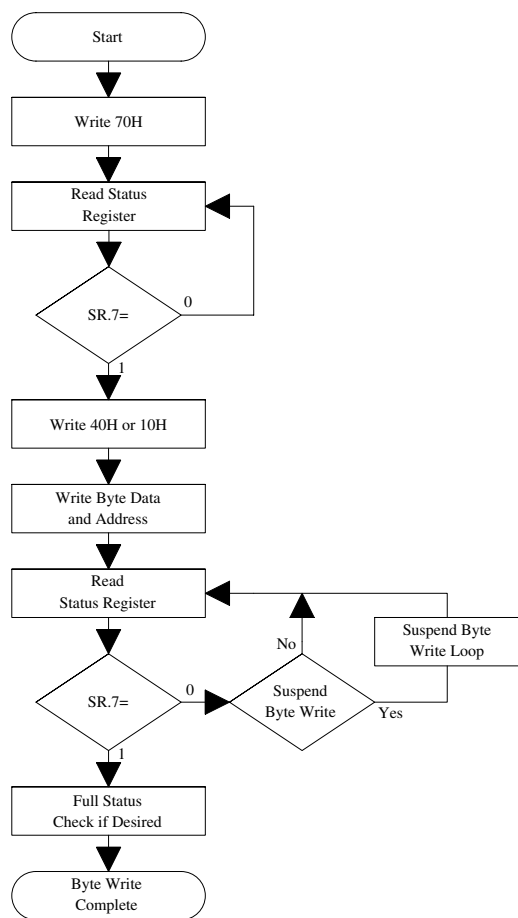 Start
Write 70H
Read Status
Register
SR.7=
0
1
Write 40H or 10H
Write Byte Data
and Address
Read
Status Register
No
Suspend Byte
Write Loop
SR.7=
0
Suspend
Byte Write
Yes
1
Full Status
Check if Desired
Byte Write
Complete